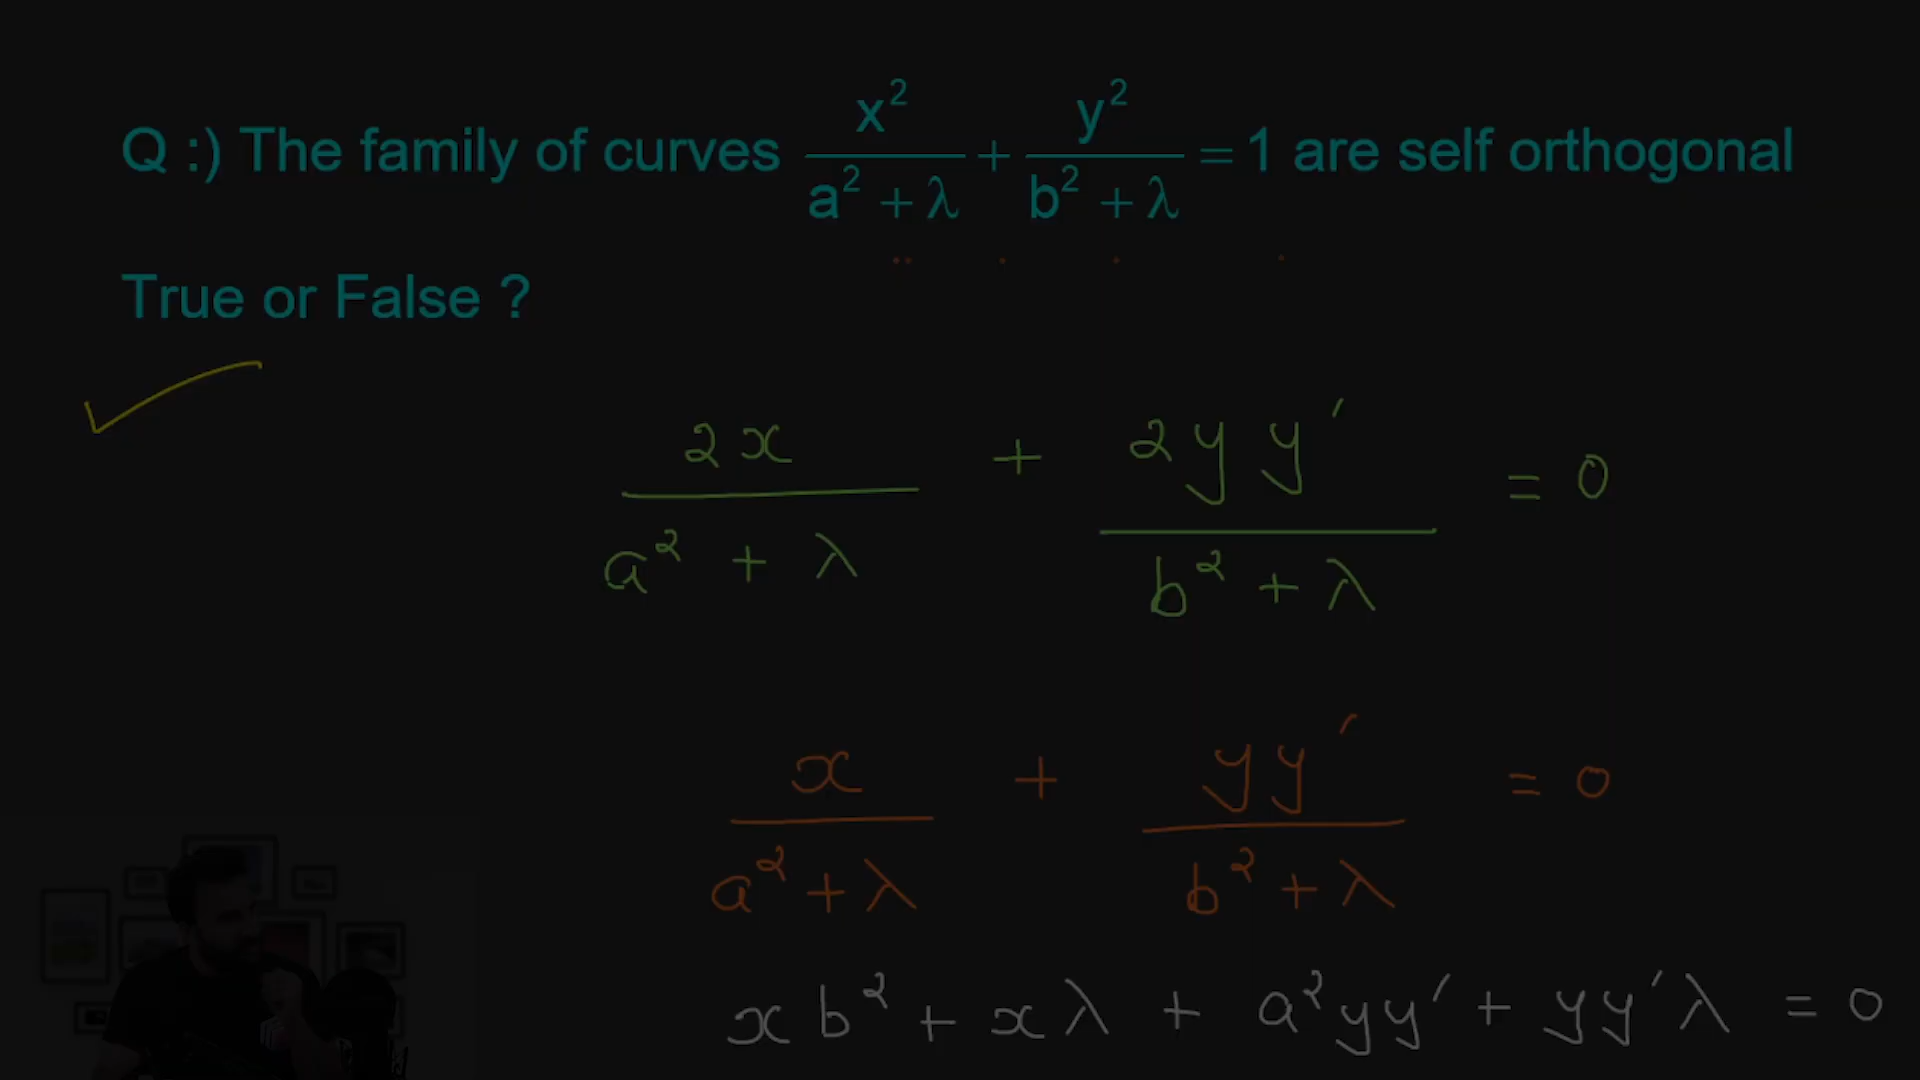 Q :) The family of curves x²/(a² + λ) + y²/(b² + λ) = 1 are self orthogonal
True or False ?
2x/(a² + λ) + 2yy′/(b² + λ) = 0
x/(a² + λ) + yy′/(b² + λ) = 0
xb² + xλ + a²yy′ + yy′λ = 0